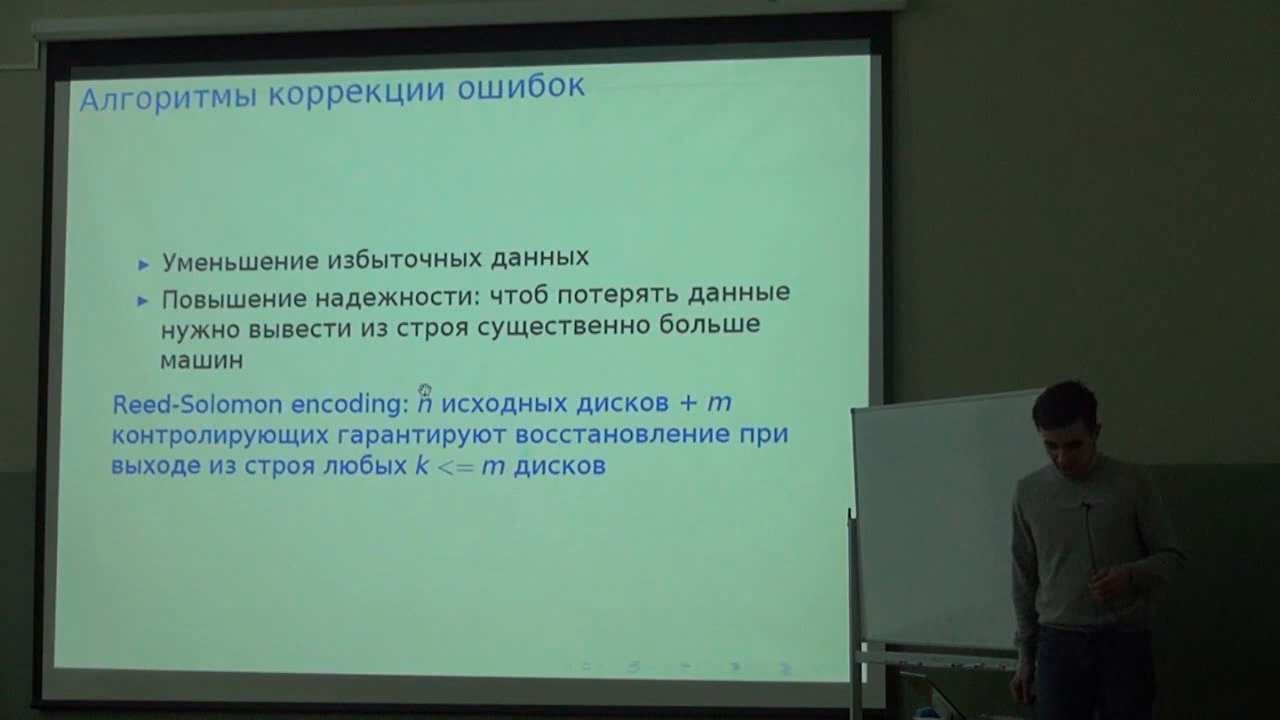 Алгоритмы коррекции ошибок
Уменьшение избыточных данных
Повышение надежности: чтоб потерять данные
нужно вывести из строя существенно больше
машин
Reed-Solomon encoding: n исходных дисков + m
контролирующих гарантируют восстановление при
выходе из строя любых k <= m дисков